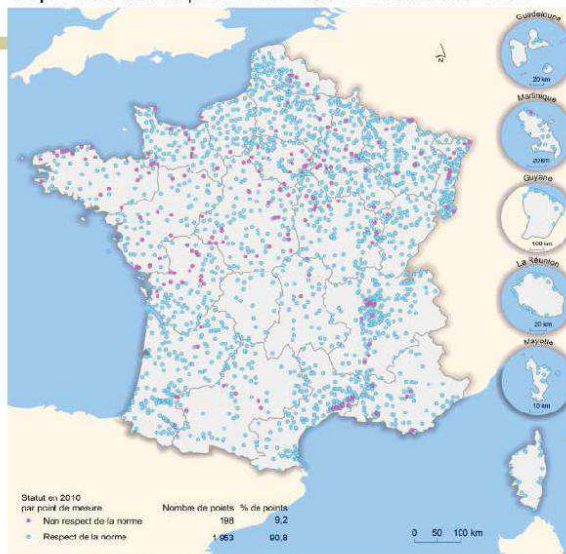 N
Guadeloupe
20 km
Martinique
20 km
Guyane
100 km
La Réunion
20 km
Mayotte
10 km
Statut en 2010
par point de mesure Nombre de points % de points
Non respect de la norme 198 9,2
Respect de la norme 1 953 90,8
0 50 100 km